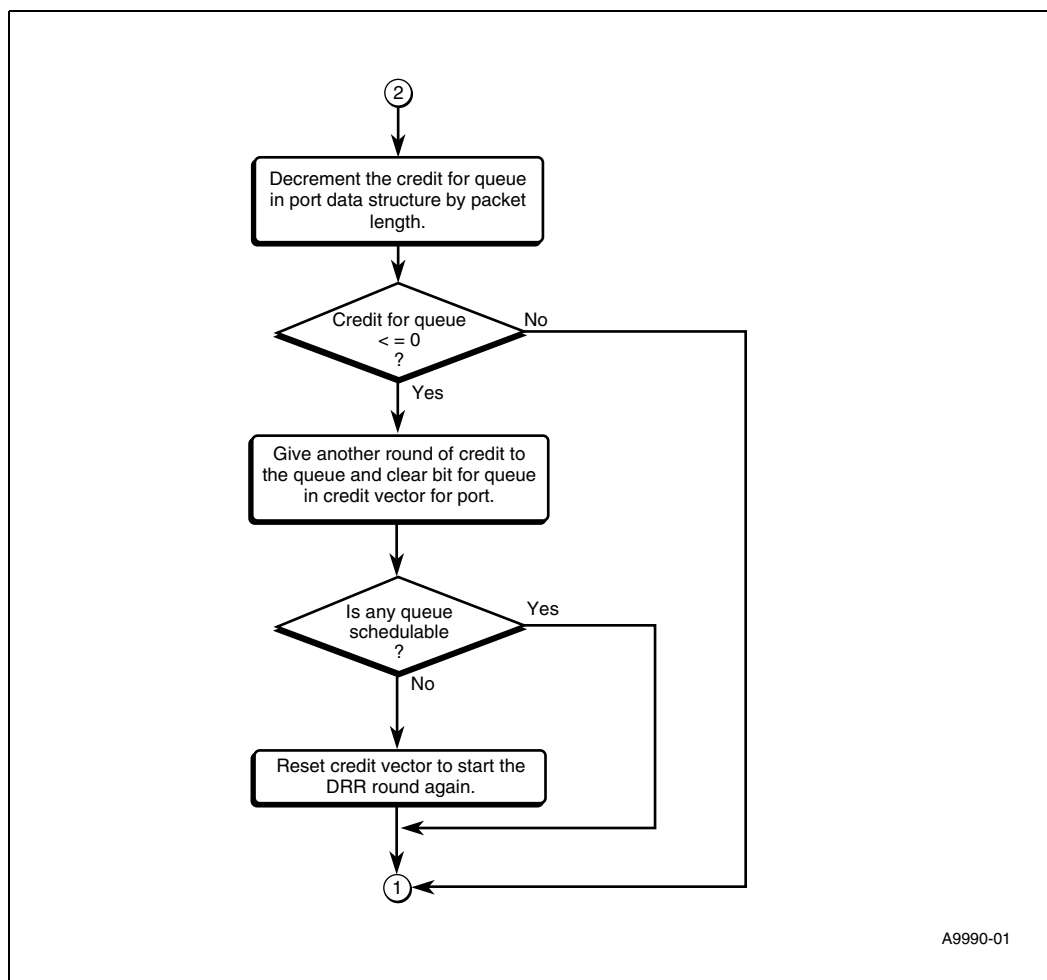 2
Decrement the credit for queue
in port data structure by packet
length.
Credit for queue
< = 0
?
No
Yes
Give another round of credit to
the queue and clear bit for queue
in credit vector for port.
Is any queue
schedulable
?
Yes
No
Reset credit vector to start the
DRR round again.
1
A9990-01